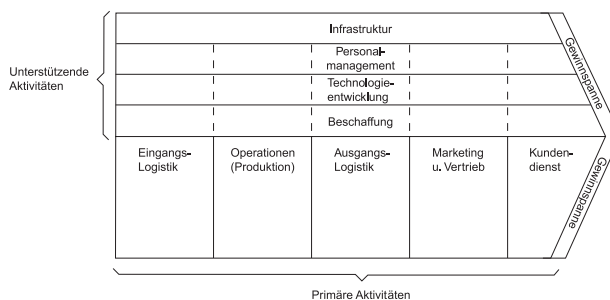 Infrastruktur
Personal-
management
Technologie-
entwicklung
Beschaffung
Unterstützende
Aktivitäten
Gewinnspanne
Eingangs-
Logistik
Operationen
(Produktion)
Ausgangs-
Logistik
Marketing
u. Vertrieb
Kunden-
dienst
Gewinnspanne
Primäre Aktivitäten